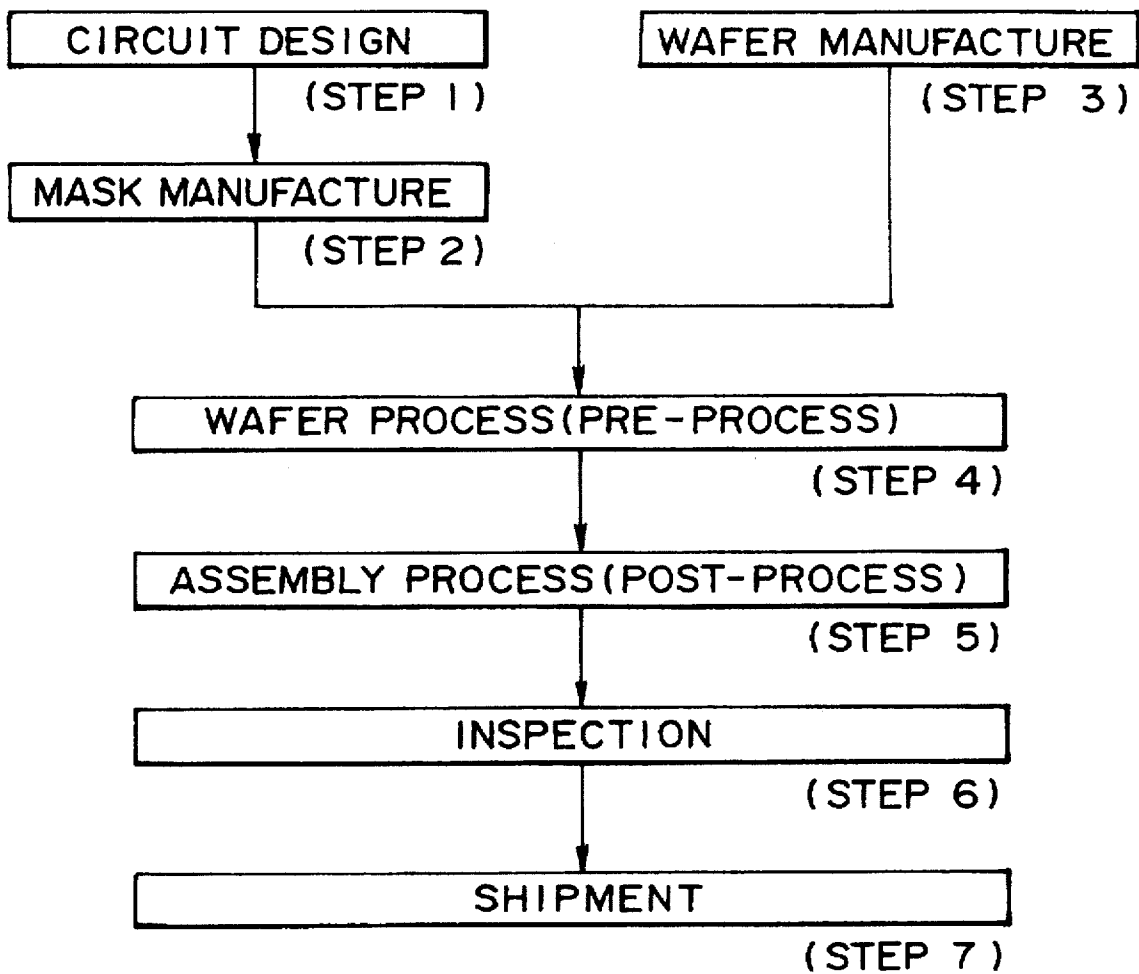 CIRCUIT DESIGN
(STEP 1)
WAFER MANUFACTURE
(STEP 3)
MASK MANUFACTURE
(STEP 2)
WAFER PROCESS(PRE-PROCESS)
(STEP 4)
ASSEMBLY PROCESS(POST-PROCESS)
(STEP 5)
INSPECTION
(STEP 6)
SHIPMENT
(STEP 7)